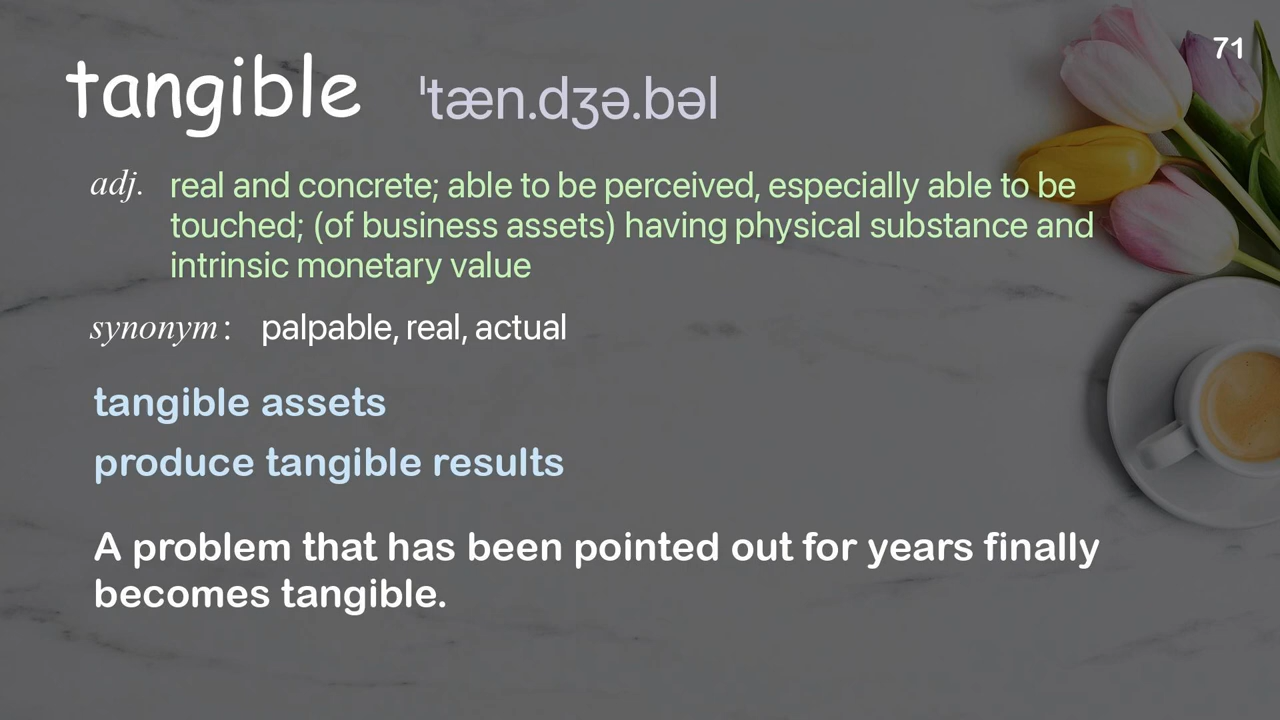 71
tangible ˈtæn.dʒə.bəl
adj. real and concrete; able to be perceived, especially able to be
touched; (of business assets) having physical substance and
intrinsic monetary value
synonym: palpable, real, actual
tangible assets
produce tangible results
A problem that has been pointed out for years finally
becomes tangible.